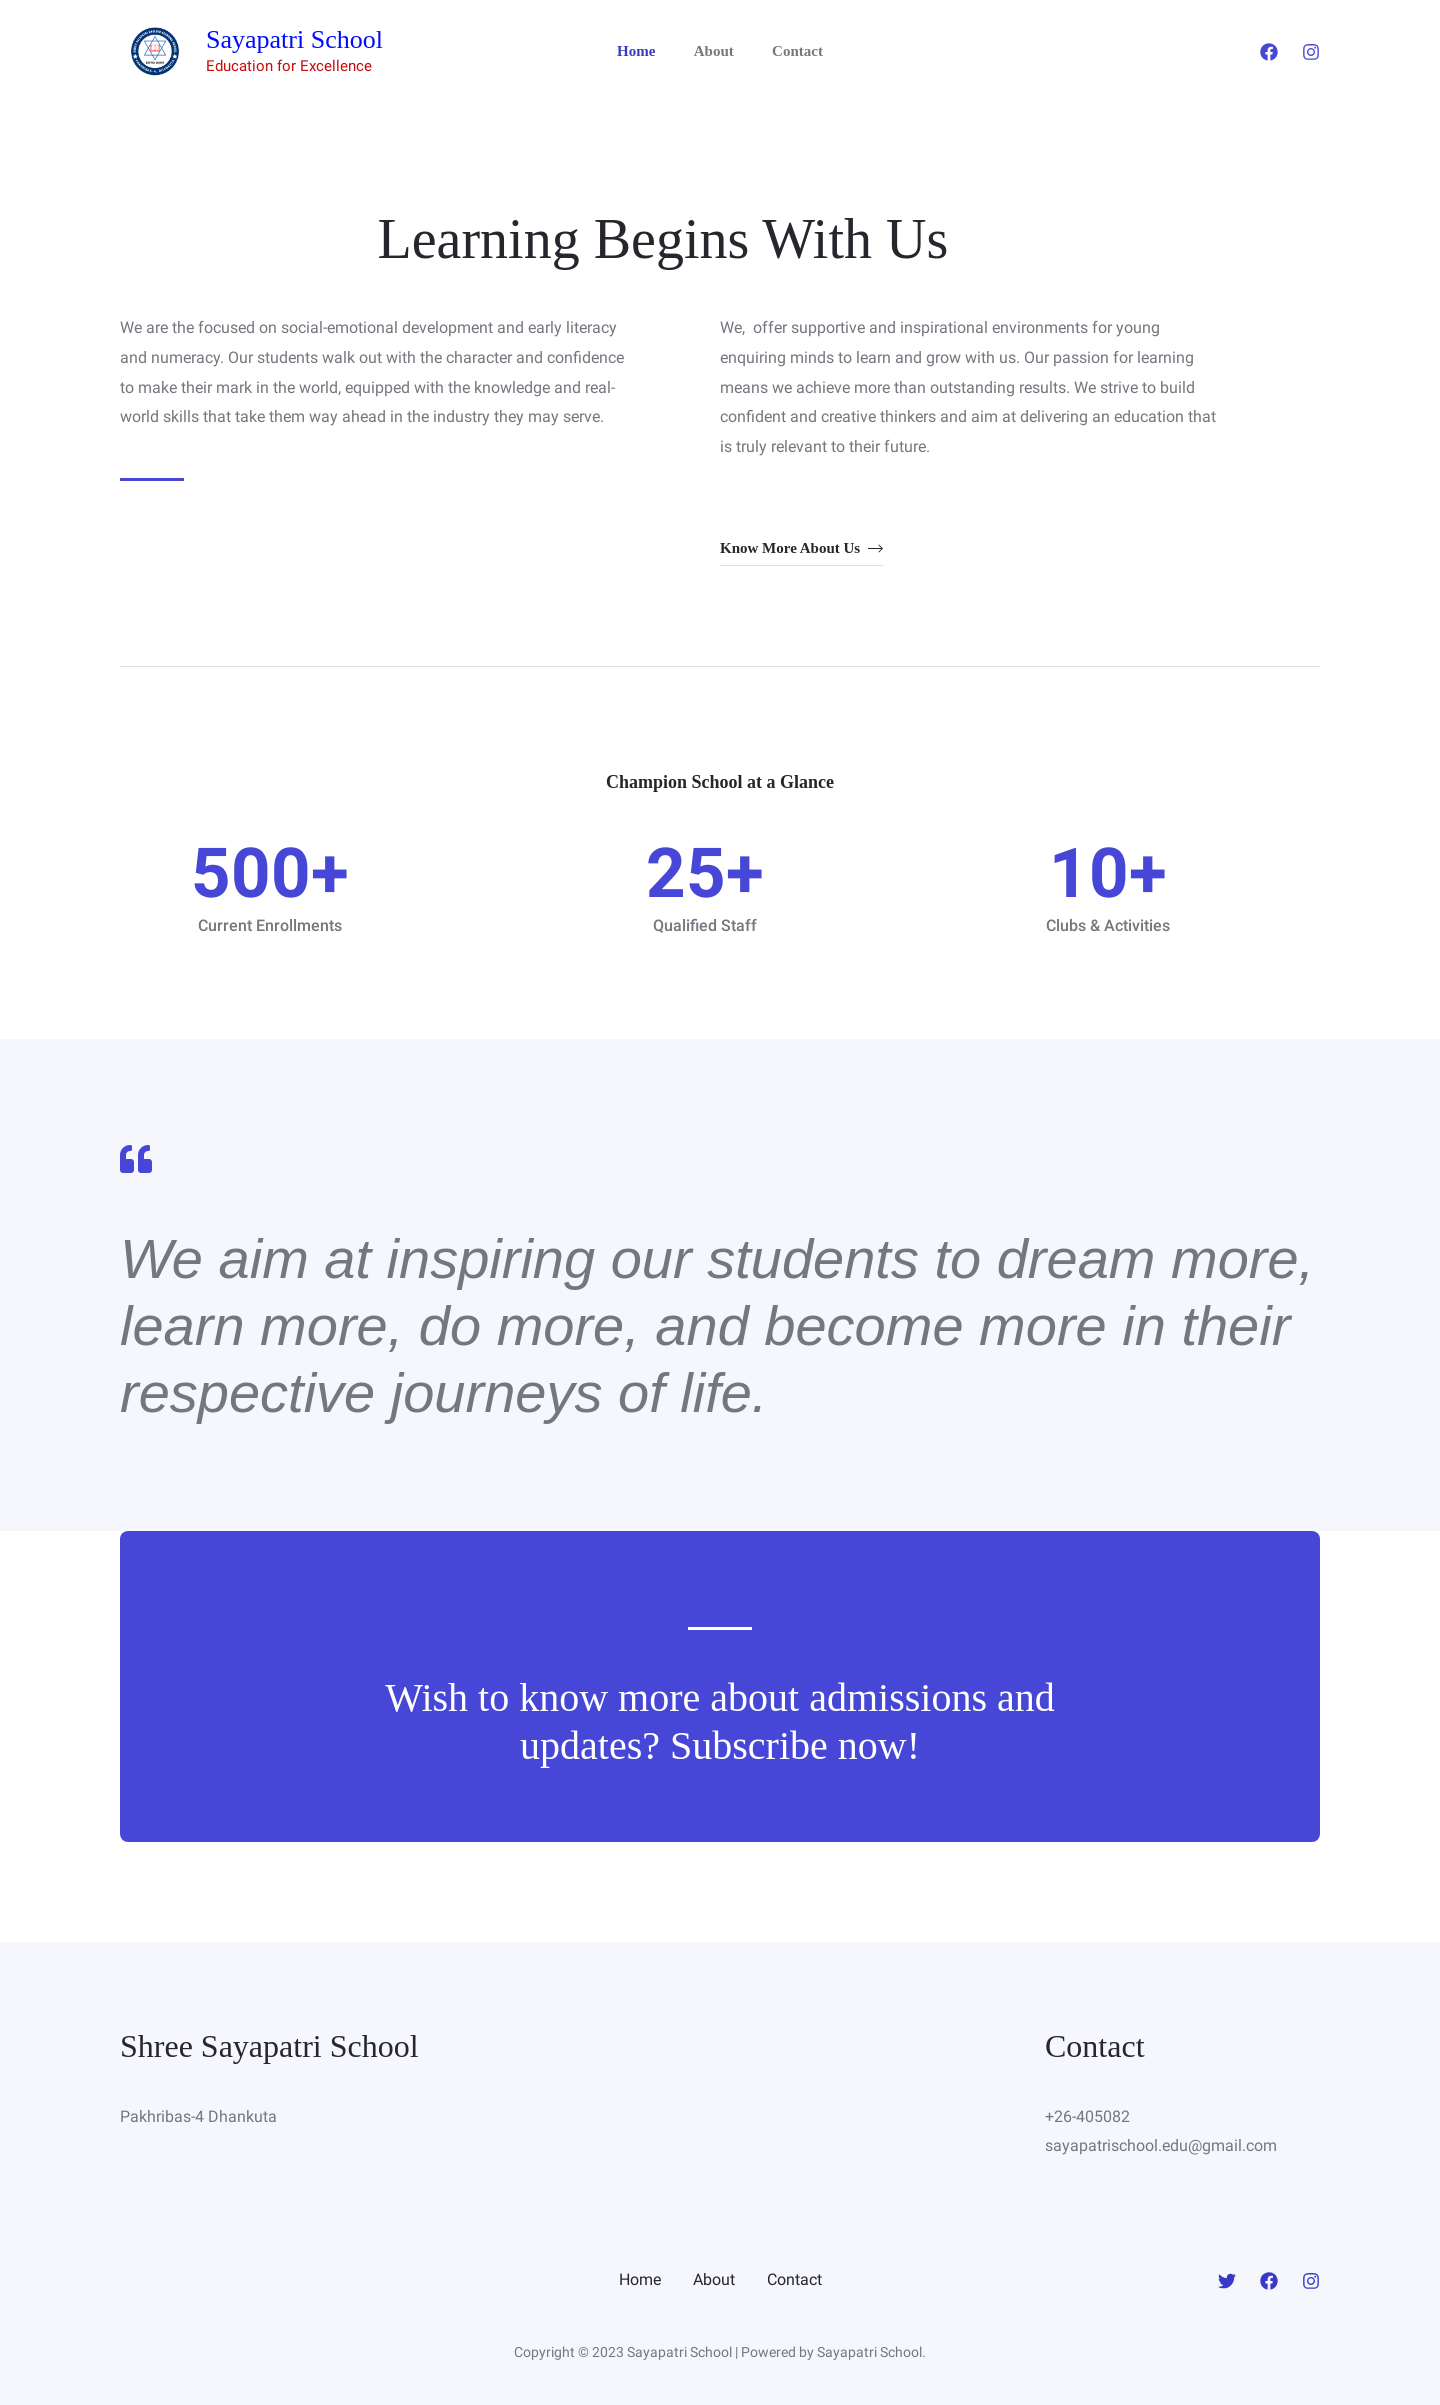 Sayapatri School
Education for Excellence
Home About Contact
Learning Begins With Us
We are the focused on social-emotional development and early literacy
and numeracy. Our students walk out with the character and confidence
to make their mark in the world, equipped with the knowledge and real-
world skills that take them way ahead in the industry they may serve.
We,  offer supportive and inspirational environments for young
enquiring minds to learn and grow with us. Our passion for learning
means we achieve more than outstanding results. We strive to build
confident and creative thinkers and aim at delivering an education that
is truly relevant to their future.
Know More About Us
Champion School at a Glance
500+
Current Enrollments
25+
Qualified Staff
10+
Clubs & Activities
We aim at inspiring our students to dream more,
learn more, do more, and become more in their
respective journeys of life.
Wish to know more about admissions and
updates? Subscribe now!
Shree Sayapatri School
Pakhribas-4 Dhankuta
Contact
+26-405082
sayapatrischool.edu@gmail.com
Home About Contact
Copyright © 2023 Sayapatri School | Powered by Sayapatri School.